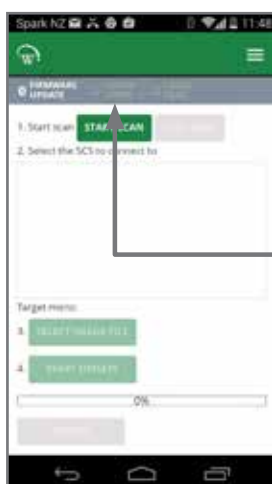 Spark NZ 11:48
FIRMWARE
UPDATE
1. Start scan START SCAN
2. Select the SCS to connect to
Target menu:
3. SELECT IMAGE FILE
4. START UPDATE
0%